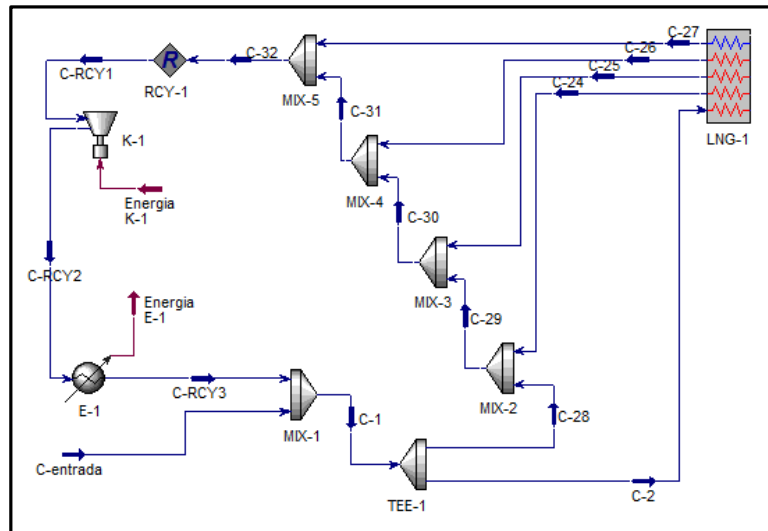 C-27
C-26
C-25
C-24
C-32
C-RCY1
R
RCY-1
MIX-5
C-31
K-1
LNG-1
Energia
K-1
MIX-4
C-30
C-RCY2
MIX-3
Energia
E-1
C-29
MIX-2
C-RCY3
E-1
C-1
C-28
MIX-1
C-entrada
C-2
TEE-1